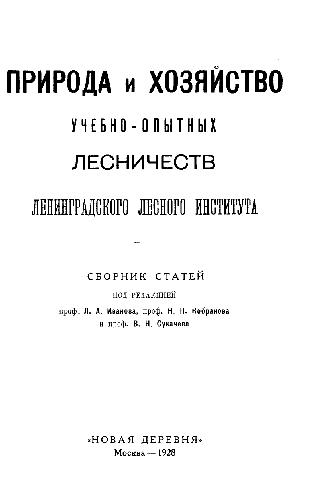 ПРИРОДА и ХОЗЯЙСТВО
УЧЕБНО-ОПЫТНЫХ
ЛЕСНИЧЕСТВ
ЛЕНИНГРАДСКОГО ЛЕСНОГО ИНСТИТУТА
СБОРНИК СТАТЕЙ
ПОД РЕДАКЦИЕЙ
проф. Л. А. Иванова, проф. Н. П. Кобранова
и проф. В. Н. Сукачева
«НОВАЯ ДЕРЕВНЯ»
Москва — 1928